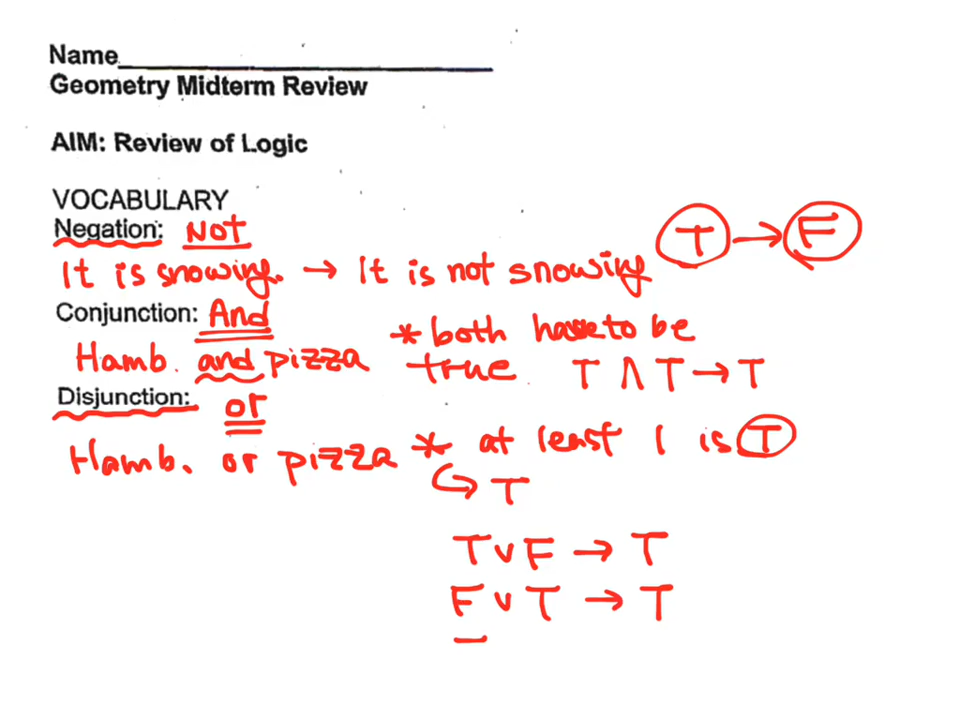 Name
Geometry Midterm Review
AIM: Review of Logic
VOCABULARY
Negation: Not
T → F
It is snowing. → It is not snowing
Conjunction: And
* both have to be
Hamb. and pizza true T ∧ T → T
Disjunction: or
Hamb. or pizza * at least 1 is T
↪ T
T v F → T
F v T → T